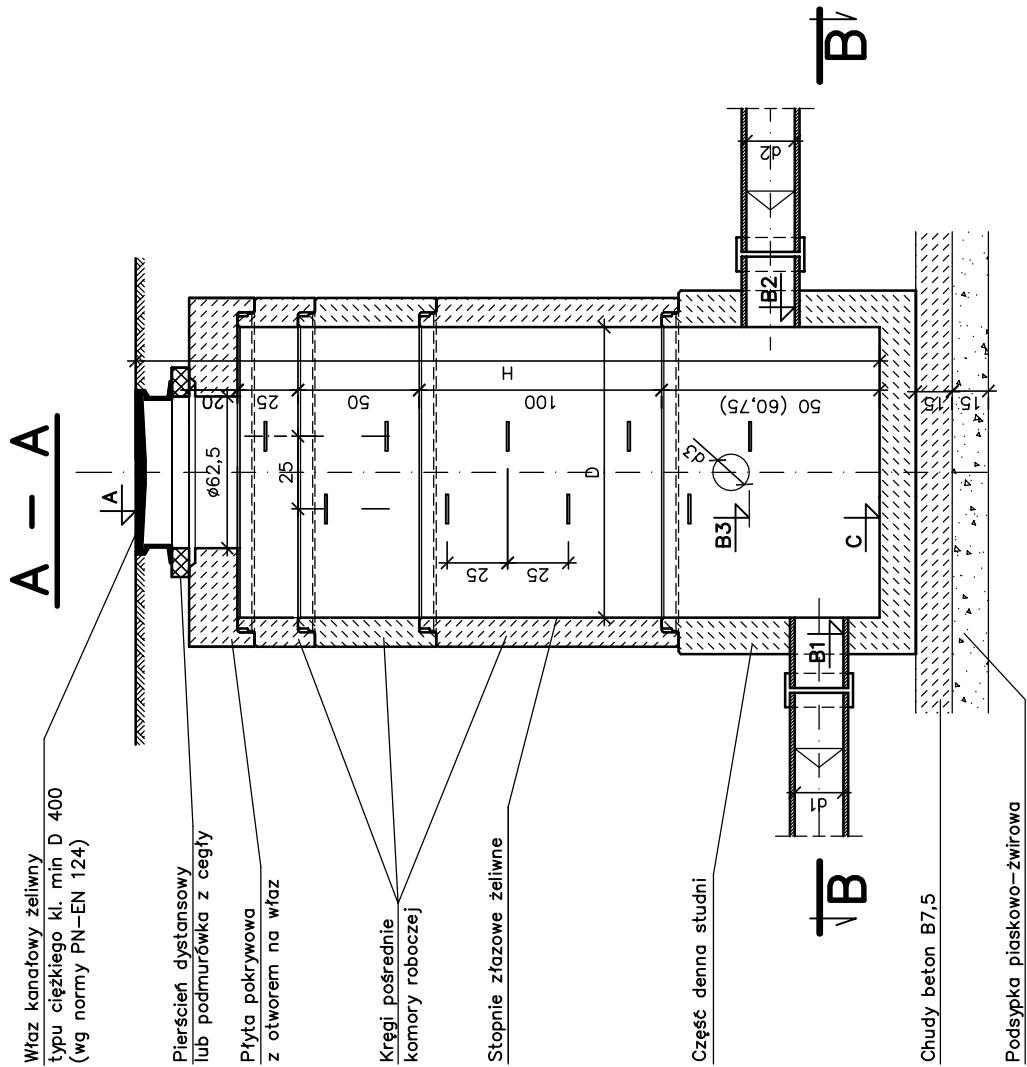 A – A
Właz kanałowy żeliwny
typu ciężkiego kl. min D 400
(wg normy PN–EN 124)
Pierścień dystansowy
lub podmurówka z cegły
Płyta pokrywowa
z otworem na właz
Kręgi pośrednie
komory roboczej
Stopnie złazowe żeliwne
Część denna studni
Chudy beton B7,5
Podsypka piaskowo–żwirowa
A
ø62,5
20
25
25
50
H
100
25
25
D
50 (60,75)
d3
B3
C
B2
d2
B1
d1
15
15
B
B